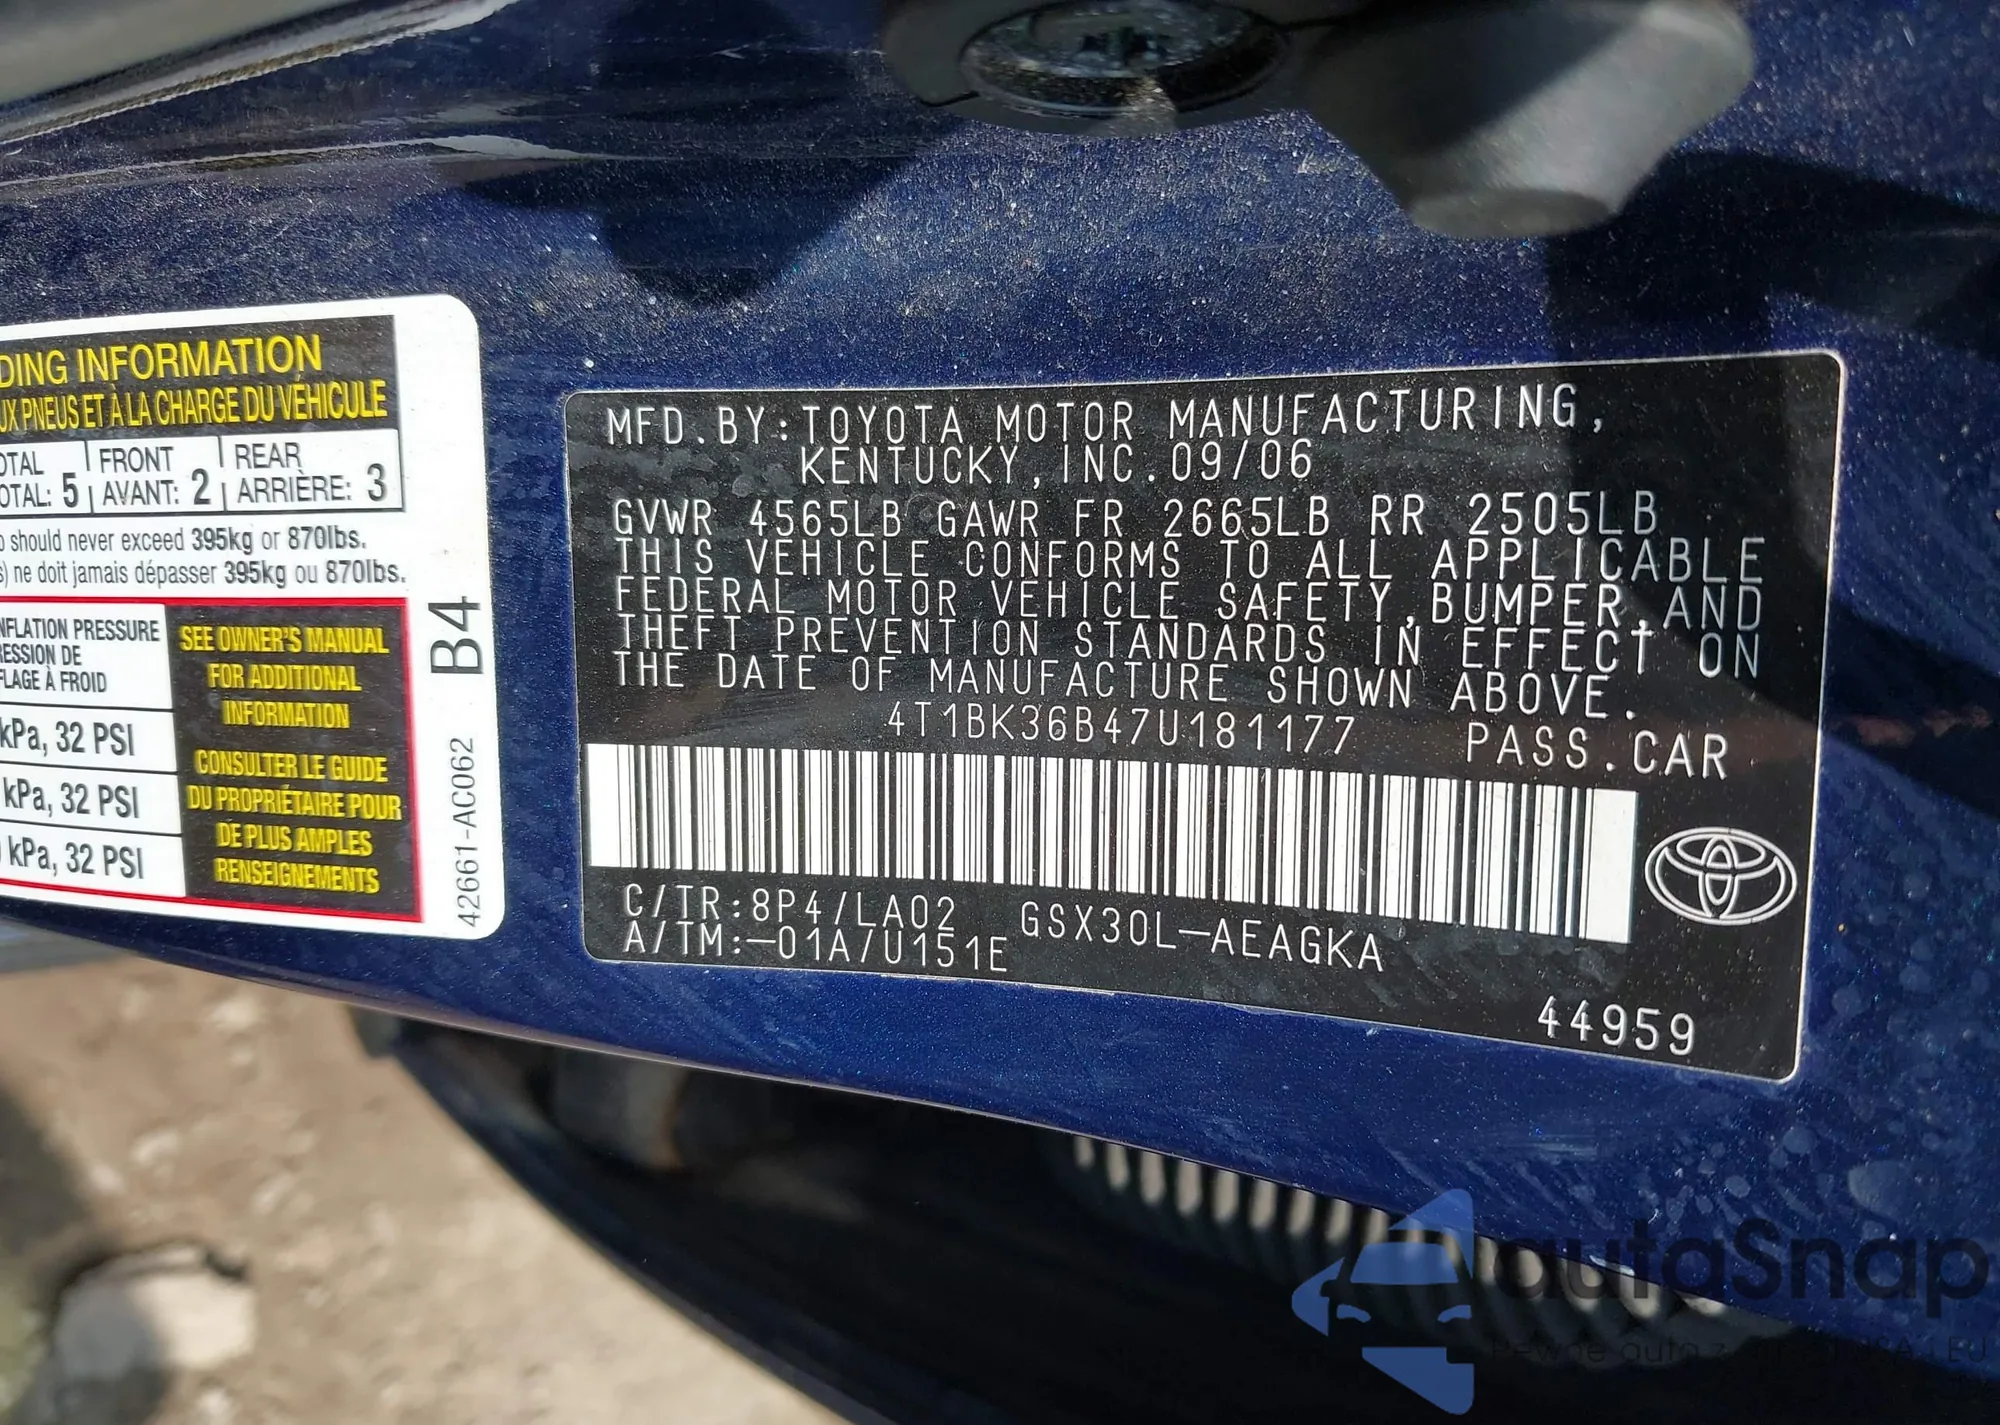 DING INFORMATION
UX PNEUS ET À LA CHARGE DU VÉHICULE
OTAL FRONT REAR
OTAL: 5 AVANT: 2 ARRIÈRE: 3
should never exceed 395kg or 870lbs.
s) ne doit jamais dépasser 395kg ou 870lbs.
NFLATION PRESSURE
ESSION DE
FLAGE À FROID
kPa, 32 PSI
kPa, 32 PSI
kPa, 32 PSI
SEE OWNER'S MANUAL
FOR ADDITIONAL
INFORMATION
CONSULTER LE GUIDE
DU PROPRIÉTAIRE POUR
DE PLUS AMPLES
RENSEIGNEMENTS
B4
42661-AC062
MFD.BY:TOYOTA MOTOR MANUFACTURING,
KENTUCKY,INC.09/06
GVWR 4565LB GAWR FR 2665LB RR 2505LB
THIS VEHICLE CONFORMS TO ALL APPLICABLE
FEDERAL MOTOR VEHICLE SAFETY,BUMPER,AND
THEFT PREVENTION STANDARDS IN EFFECT ON
THE DATE OF MANUFACTURE SHOWN ABOVE.
4T1BK36B47U181177 PASS.CAR
C/TR:8P4/LA02 GSX30L-AEAGKA
A/TM:-01A/U151E
44959
autaSnap